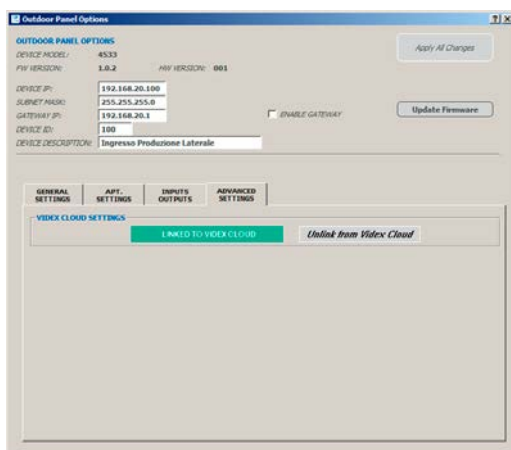 Outdoor Panel Options
OUTDOOR PANEL OPTIONS
DEVICE MODEL: 4533
FW VERSION: 1.0.2 HW VERSION: 001
Apply All Changes
DEVICE IP: 192.168.20.100
SUBNET MASK: 255.255.255.0
GATEWAY IP: 192.168.20.1 ENABLE GATEWAY
Update Firmware
DEVICE ID: 100
DEVICE DESCRIPTION: Ingresso Produzione Laterale
GENERAL SETTINGS APT. SETTINGS INPUTS OUTPUTS ADVANCED SETTINGS
VIDEX CLOUD SETTINGS
LINKED TO VIDEX CLOUD Unlink from Videx Cloud